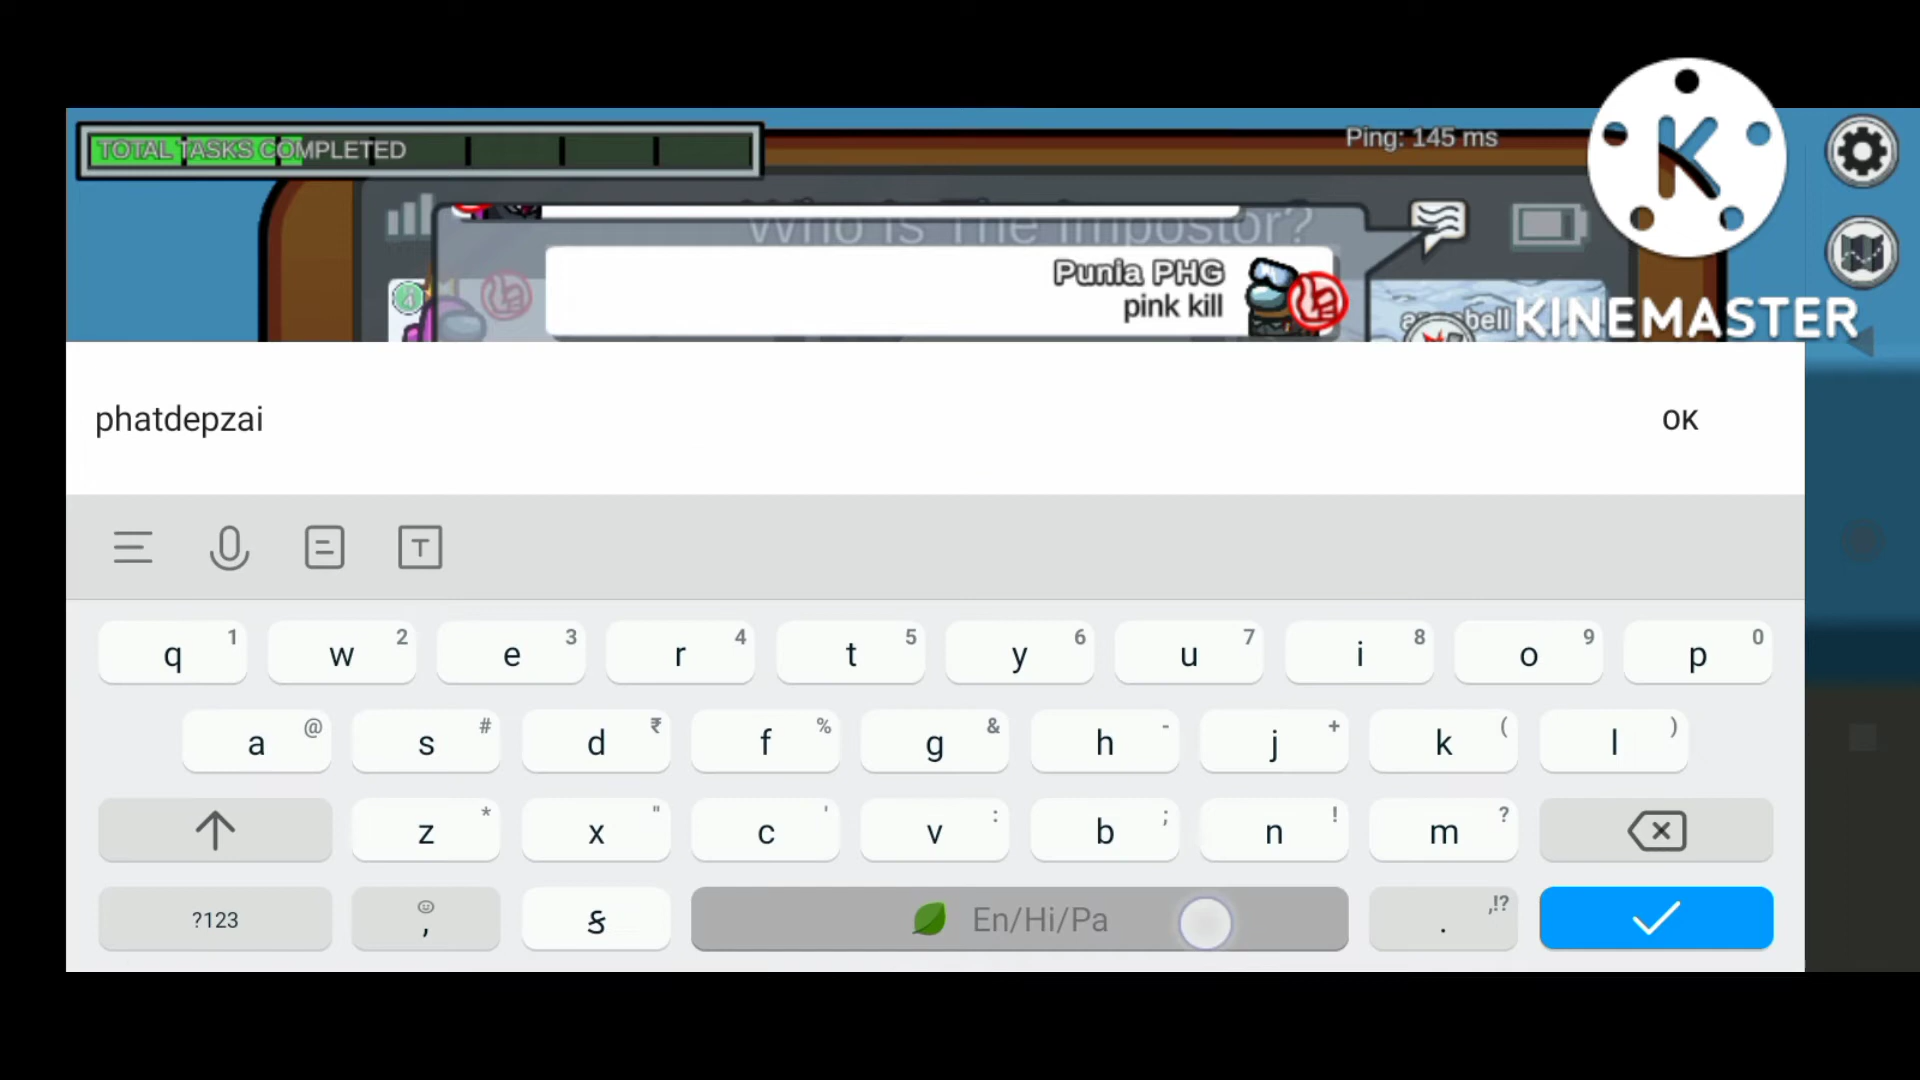 TOTAL TASKS COMPLETED
Ping: 145 ms
Who Is The Impostor?
Punia PHG
pink kill
KINEMASTER
phatdepzai
OK
T
q 1 w 2 e 3 r 4 t 5 y 6 u 7 i 8 o 9 p 0
a @ s # d ₹ f % g & h - j + k ( l )
z * x " c ' v : b ; n ! m ?
?123 , En/Hi/Pa . ,!?